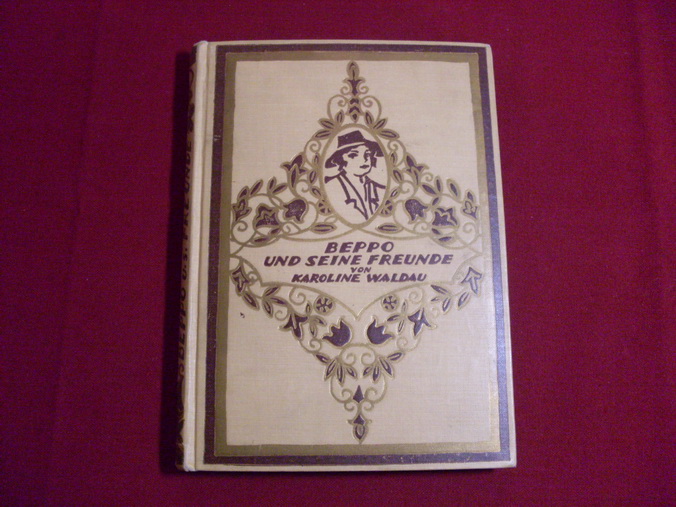 BEPPO
UND SEINE FREUNDE
VON
KAROLINE WALDAU